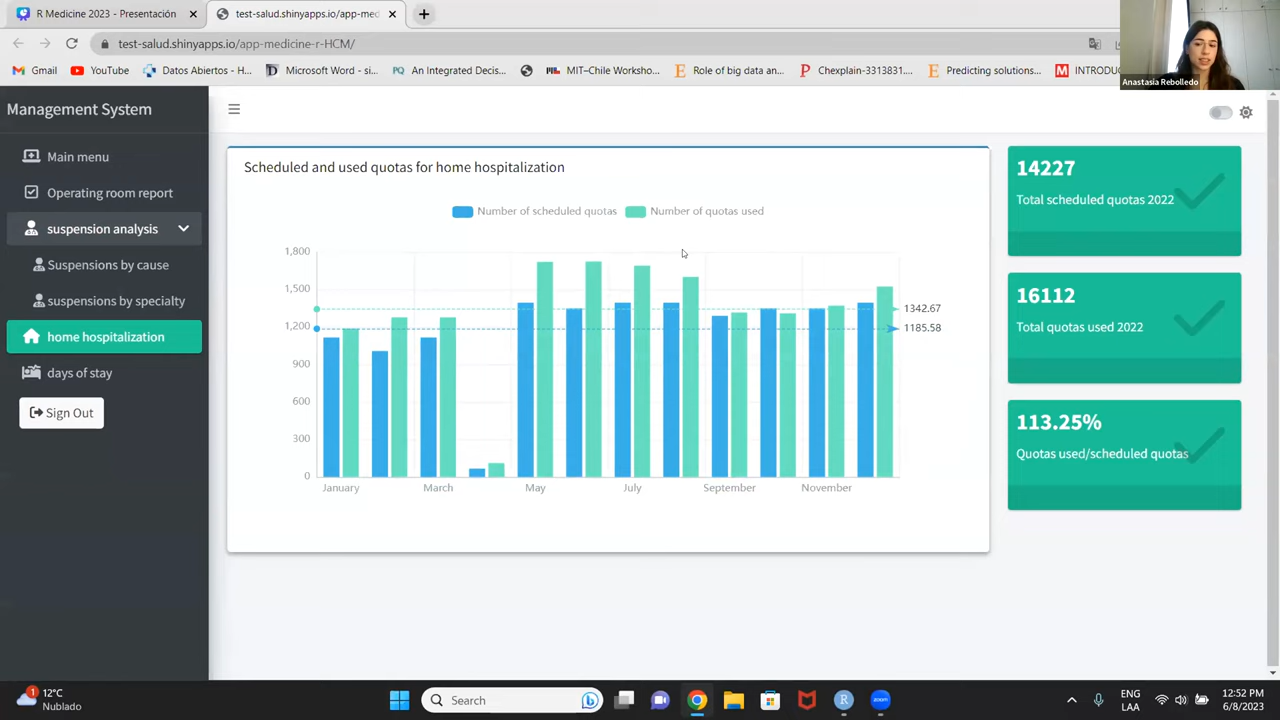 R Medicine 2023 - Presentación
test-salud.shinyapps.io/app-med...
test-salud.shinyapps.io/app-medicine-r-HCM/
Gmail
YouTube
Datos Abiertos - H...
Microsoft Word - si...
An Integrated Decis...
MIT–Chile Worksho...
Role of big data an...
Chexplain-3313831....
Predicting solutions...
INTRODUC
Anastasia Rebolledo
Management System
Main menu
Operating room report
suspension analysis
Suspensions by cause
suspensions by specialty
home hospitalization
days of stay
Sign Out
Scheduled and used quotas for home hospitalization
Number of scheduled quotas
Number of quotas used
1,800
1,500
1,200
900
600
300
0
1342.67
1185.58
January
March
May
July
September
November
14227
Total scheduled quotas 2022
16112
Total quotas used 2022
113.25%
Quotas used/scheduled quotas
1
12°C
Nublado
Search
ENG
LAA
12:52 PM
6/8/2023